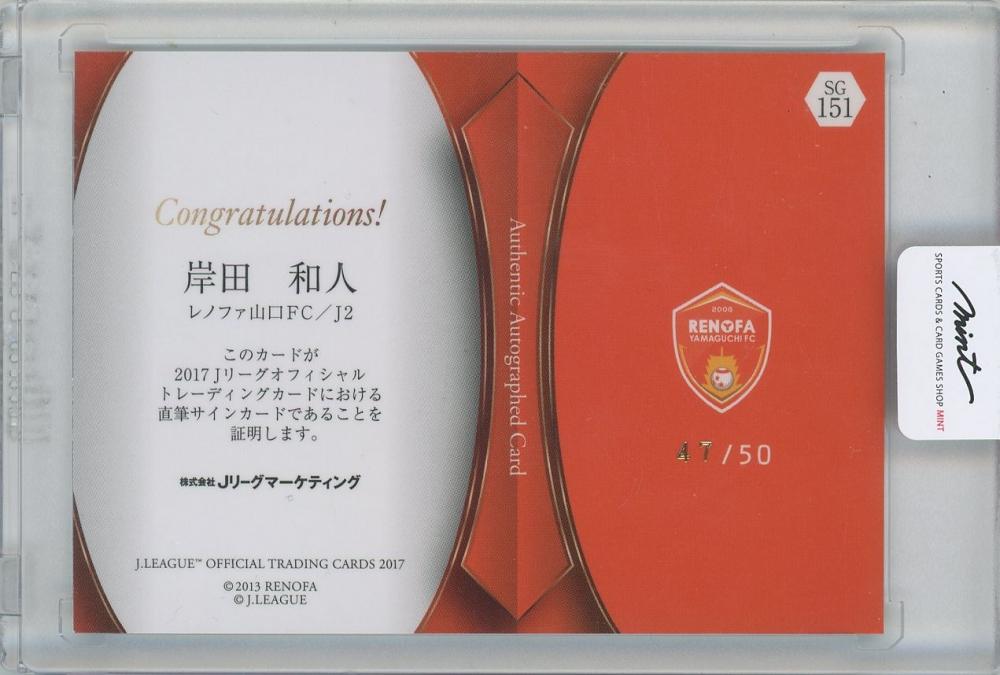 Congratulations!
岸田 和人
レノファ山口FC/J2
このカードが
2017 Jリーグオフィシャル
トレーディングカードにおける
直筆サインカードであることを
証明します。
株式会社 Jリーグマーケティング
J.LEAGUE™ OFFICIAL TRADING CARDS 2017
©2013 RENOFA
© J.LEAGUE
Authentic Autographed Card
SG
151
2006
RENOFA
YAMAGUCHI FC
47/50
mint
SPORTS CARDS & CARD GAMES SHOP MINT